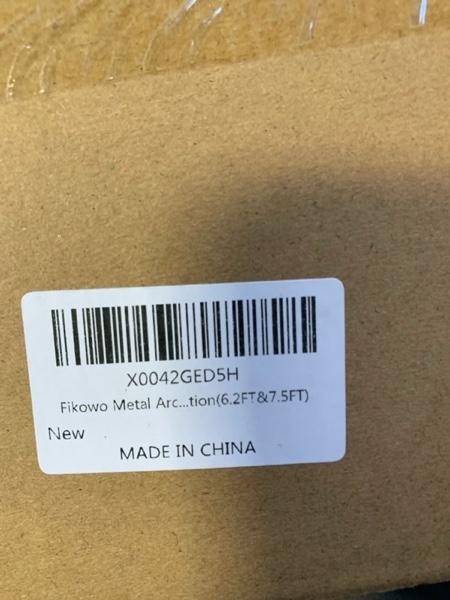 X0042GED5H
Fikowo Metal Arc...tion(6.2FT&7.5FT)
New
MADE IN CHINA